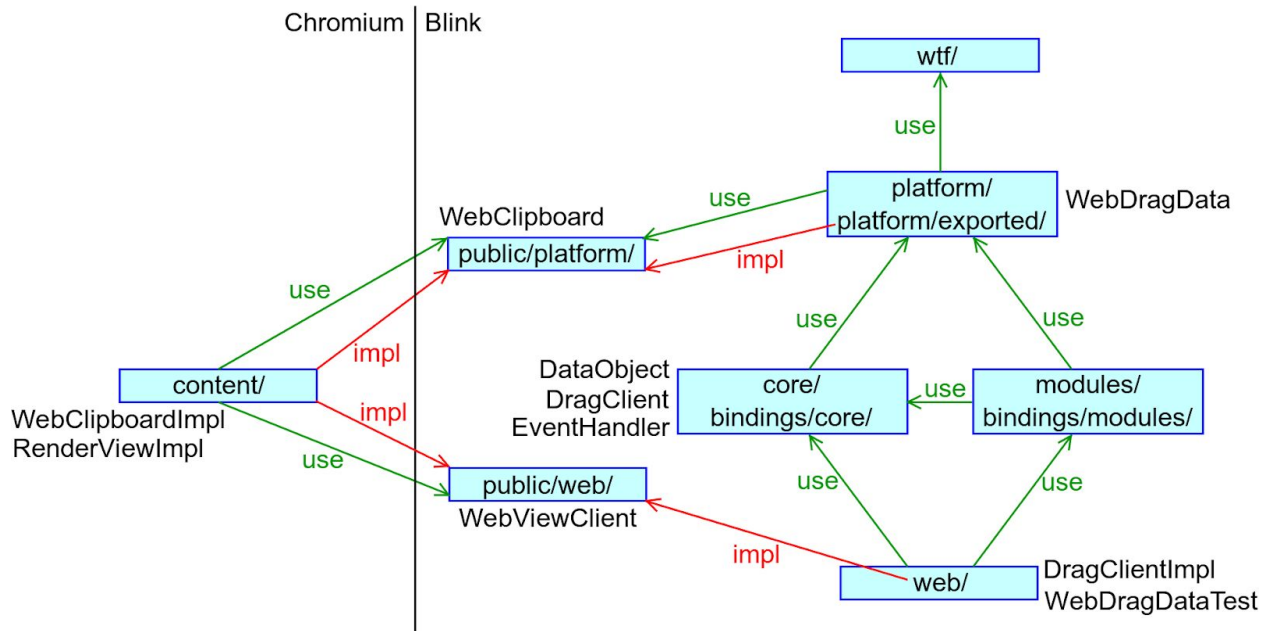 Chromium
Blink
wtf/
use
platform/
platform/exported/
WebDragData
use
impl
WebClipboard
public/platform/
use
impl
use
use
content/
WebClipboardImpl
RenderViewImpl
impl
use
DataObject
DragClient
EventHandler
core/
bindings/core/
use
modules/
bindings/modules/
public/web/
WebViewClient
use
use
impl
web/
DragClientImpl
WebDragDataTest